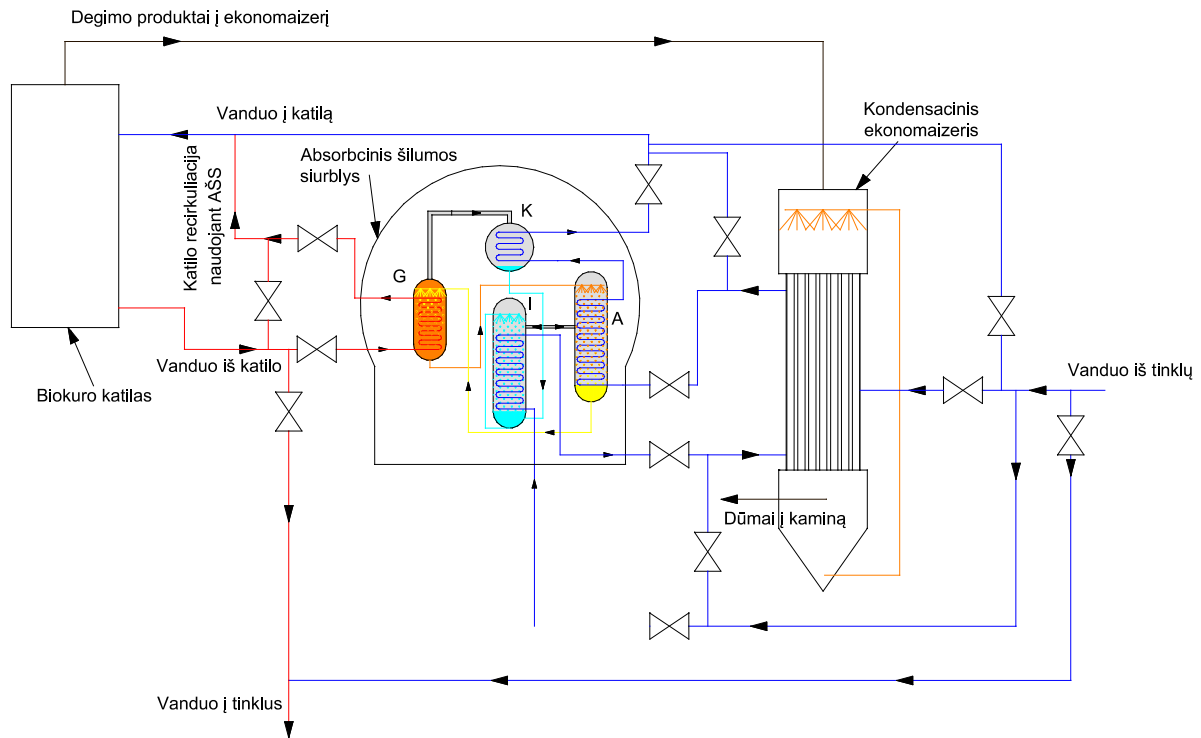 Degimo produktai į ekonomaizerį
Vanduo į katilą
Kondensacinis
ekonomaizeris
Absorbcinis šilumos
siurblys
Katilo recirkuliacija
naudojant AŠS
K
G
I
A
Vanduo iš katilo
Vanduo iš tinklų
Biokuro katilas
Dūmai į kaminą
Vanduo į tinklus